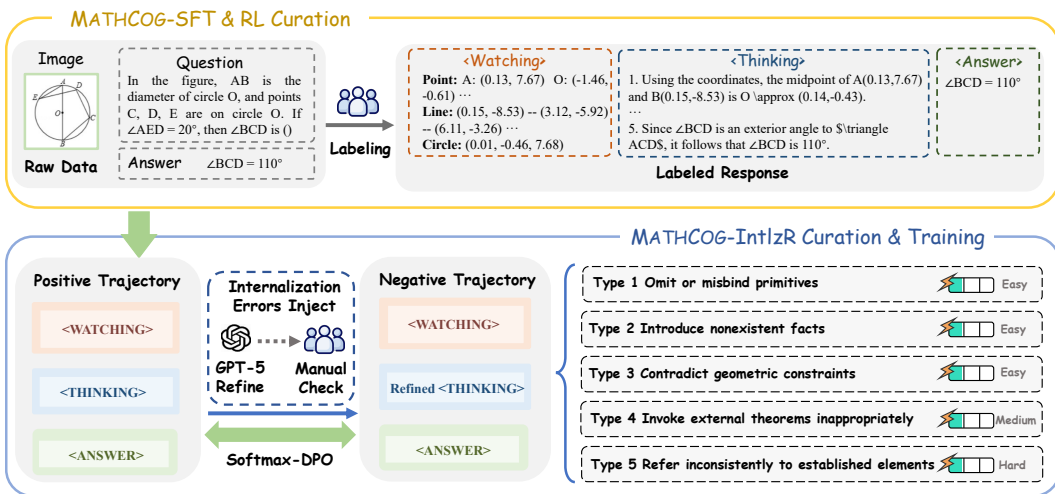 MATHCOG-SFT & RL Curation
Image
Raw Data
A
D
E
O
C
B
Question
In the figure, AB is the
diameter of circle O, and points
C, D, E are on circle O. If
∠AED = 20°, then ∠BCD is ()
Answer ∠BCD = 110°
Labeling
<Watching>
Point: A: (0.13, 7.67) O: (-1.46,
-0.61) ···
Line: (0.15, -8.53) -- (3.12, -5.92)
-- (6.11, -3.26) ···
Circle: (0.01, -0.46, 7.68)
<Thinking>
1. Using the coordinates, the midpoint of A(0.13,7.67)
and B(0.15,-8.53) is O \approx (0.14,-0.43).
···
5. Since ∠BCD is an exterior angle to $\triangle
ACD$, it follows that ∠BCD is 110°.
<Answer>
∠BCD = 110°
Labeled Response
MATHCOG-IntlzR Curation & Training
Positive Trajectory
<WATCHING>
<THINKING>
<ANSWER>
Internalization
Errors Inject
GPT-5
Refine
Manual
Check
Softmax-DPO
Negative Trajectory
<WATCHING>
Refined <THINKING>
<ANSWER>
Type 1 Omit or misbind primitives Easy
Type 2 Introduce nonexistent facts Easy
Type 3 Contradict geometric constraints Easy
Type 4 Invoke external theorems inappropriately Medium
Type 5 Refer inconsistently to established elements Hard